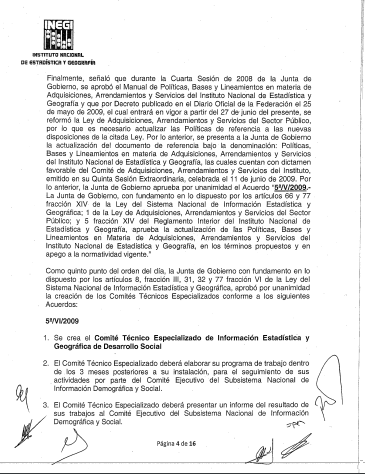 INEGI
INSTITUTO NACIONAL
DE ESTADÍSTICA Y GEOGRAFÍA
Finalmente, señaló que durante la Cuarta Sesión de 2008 de la Junta de
Gobierno, se aprobó el Manual de Políticas, Bases y Lineamientos en materia de
Adquisiciones, Arrendamientos y Servicios del Instituto Nacional de Estadística y
Geografía y que por Decreto publicado en el Diario Oficial de la Federación el 25
de mayo de 2009, el cual entrará en vigor a partir del 27 de junio del presente, se
reformó la Ley de Adquisiciones, Arrendamientos y Servicios del Sector Público,
por lo que es necesario actualizar las Políticas de referencia a las nuevas
disposiciones de la citada Ley. Por lo anterior, se presenta a la Junta de Gobierno
la actualización del documento de referencia bajo la denominación: Políticas,
Bases y Lineamientos en materia de Adquisiciones, Arrendamientos y Servicios
del Instituto Nacional de Estadística y Geografía, las cuales cuentan con dictamen
favorable del Comité de Adquisiciones, Arrendamientos y Servicios del Instituto,
emitido en su Quinta Sesión Extraordinaria, celebrada el 11 de junio de 2009. Por
lo anterior, la Junta de Gobierno aprueba por unanimidad el Acuerdo "5ª/V/2009.-
La Junta de Gobierno, con fundamento en lo dispuesto por los artículos 66 y 77
fracción XIV de la Ley del Sistema Nacional de Información Estadística y
Geográfica; 1 de la Ley de Adquisiciones, Arrendamientos y Servicios del Sector
Público; y 5 fracción XIV del Reglamento Interior del Instituto Nacional de
Estadística y Geografía, aprueba la actualización de las Políticas, Bases y
Lineamientos en Materia de Adquisiciones, Arrendamientos y Servicios del
Instituto Nacional de Estadística y Geografía, en los términos propuestos y en
apego a la normatividad vigente."
Como quinto punto del orden del día, la Junta de Gobierno con fundamento en lo
dispuesto por los artículos 8, fracción III, 31, 32 y 77 fracción VI de la Ley del
Sistema Nacional de Información Estadística y Geográfica, aprobó por unanimidad
la creación de los Comités Técnicos Especializados conforme a los siguientes
Acuerdos:
5ª/VI/2009
1. Se crea el Comité Técnico Especializado de Información Estadística y
Geográfica de Desarrollo Social
2. El Comité Técnico Especializado deberá elaborar su programa de trabajo dentro
de los 3 meses posteriores a su instalación, para el seguimiento de sus
actividades por parte del Comité Ejecutivo del Subsistema Nacional de
Información Demográfica y Social.
3. El Comité Técnico Especializado deberá presentar un informe del resultado de
sus trabajos al Comité Ejecutivo del Subsistema Nacional de Información
Demográfica y Social.
Página 4 de 16